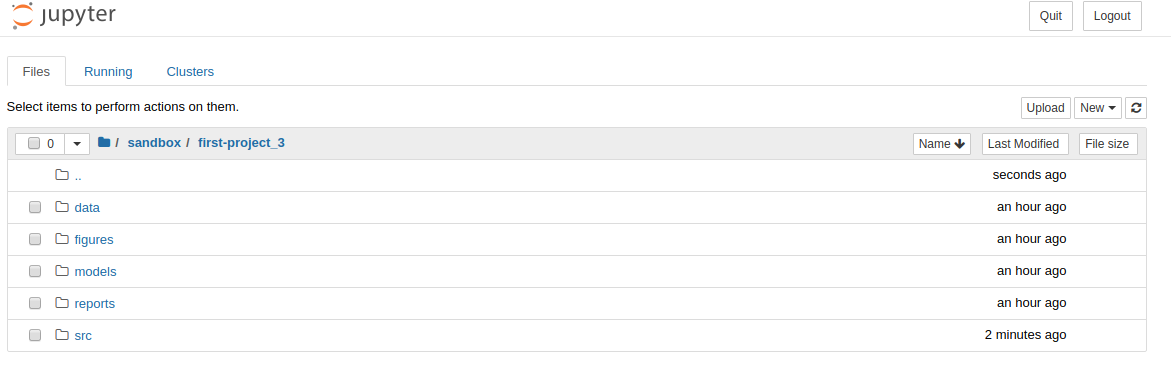 jupyter Quit Logout
Files Running Clusters
Select items to perform actions on them. Upload New
0 / sandbox / first-project_3 Name Last Modified File size
.. seconds ago
data an hour ago
figures an hour ago
models an hour ago
reports an hour ago
src 2 minutes ago